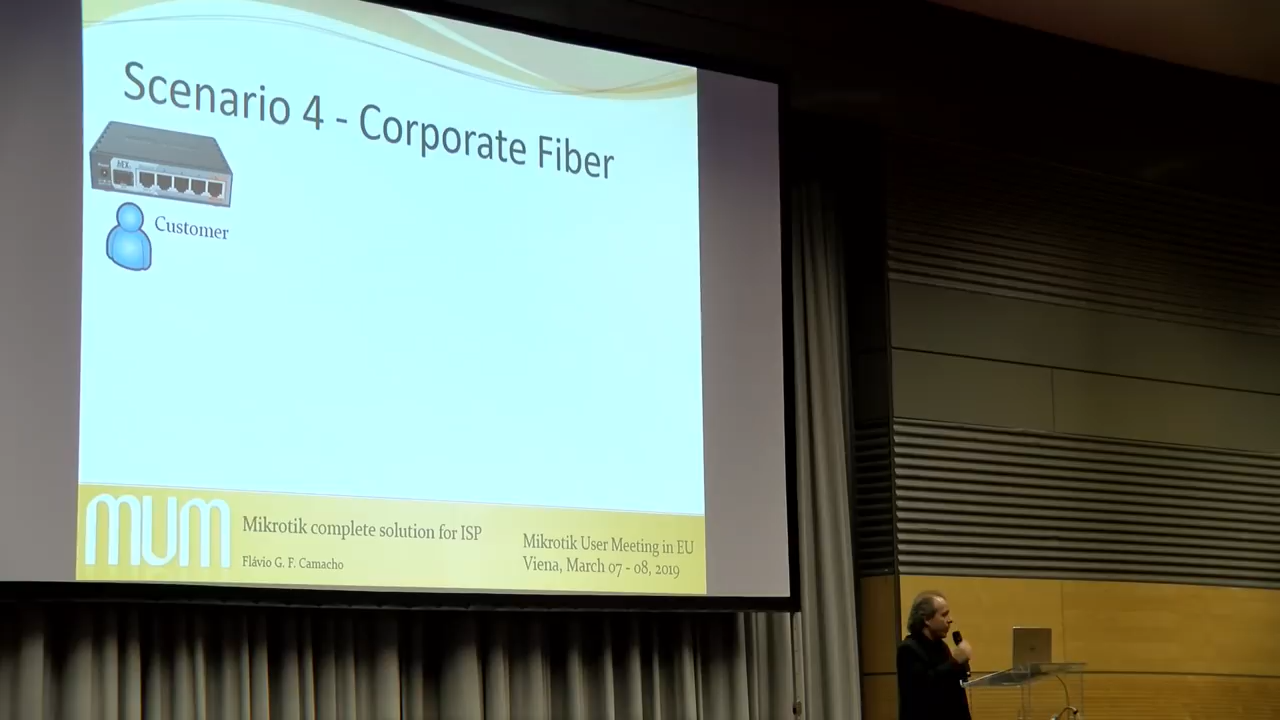 Scenario 4 - Corporate Fiber
hEX
Customer
MUM
Mikrotik complete solution for ISP
Flávio G. F. Camacho
Mikrotik User Meeting in EU
Viena, March 07 - 08, 2019